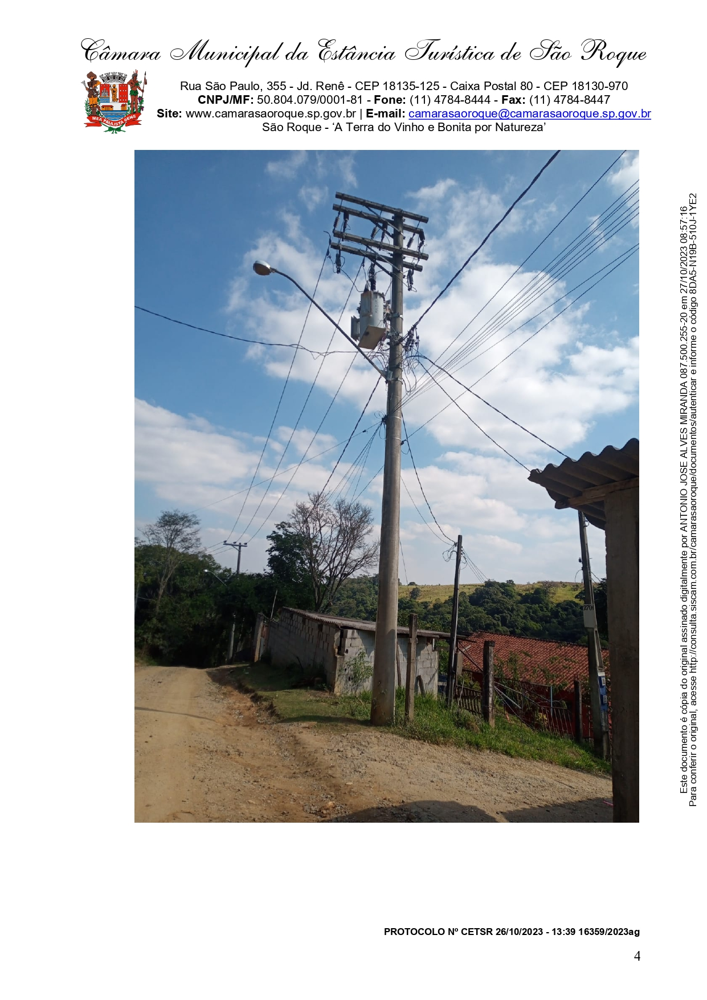 Câmara Municipal da Estância Turística de São Roque
Rua São Paulo, 355 - Jd. Renê - CEP 18135-125 - Caixa Postal 80 - CEP 18130-970
CNPJ/MF: 50.804.079/0001-81 - Fone: (11) 4784-8444 - Fax: (11) 4784-8447
Site: www.camarasaoroque.sp.gov.br | E-mail: camarasaoroque@camarasaoroque.sp.gov.br
São Roque - ‘A Terra do Vinho e Bonita por Natureza’
MEA PAULISTA GENS
2701
PROTOCOLO Nº CETSR 26/10/2023 - 13:39 16359/2023ag
4
Este documento é cópia do original assinado digitalmente por ANTONIO JOSE ALVES MIRANDA 087.500.255-20 em 27/10/2023 08:57:16
Para conferir o original, acesse http://consulta.siscam.com.br/camarasaoroque/documentos/autenticar e informe o código 8DA5-N19B-510J-1YE2